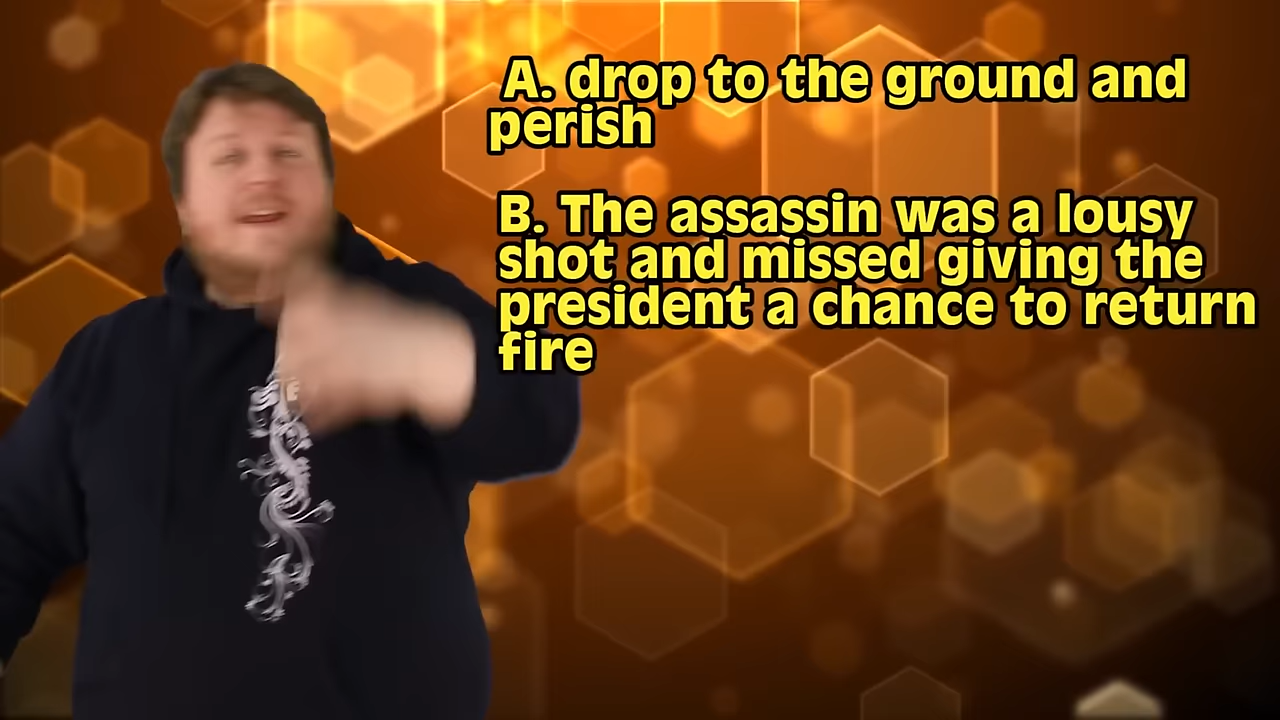 A. drop to the ground and
perish
B. The assassin was a lousy
shot and missed giving the
president a chance to return
fire